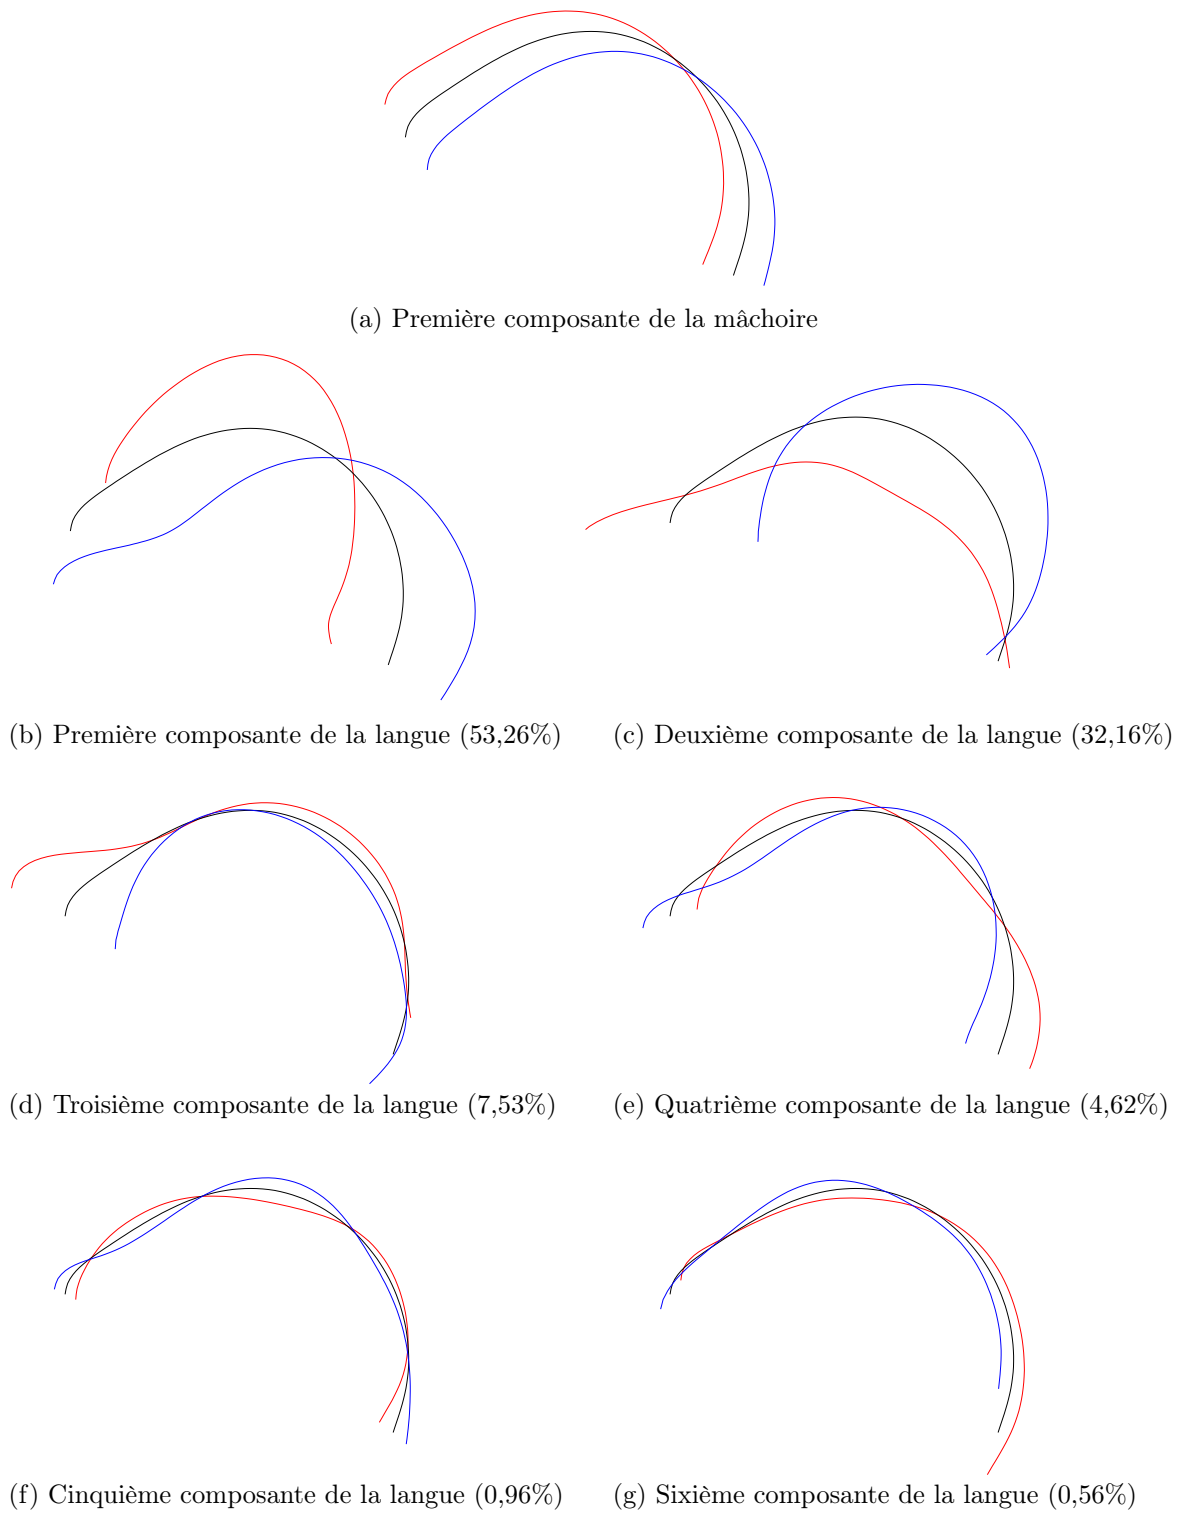 (a) Première composante de la mâchoire
(b) Première composante de la langue (53,26%)
(c) Deuxième composante de la langue (32,16%)
(d) Troisième composante de la langue (7,53%)
(e) Quatrième composante de la langue (4,62%)
(f) Cinquième composante de la langue (0,96%)
(g) Sixième composante de la langue (0,56%)